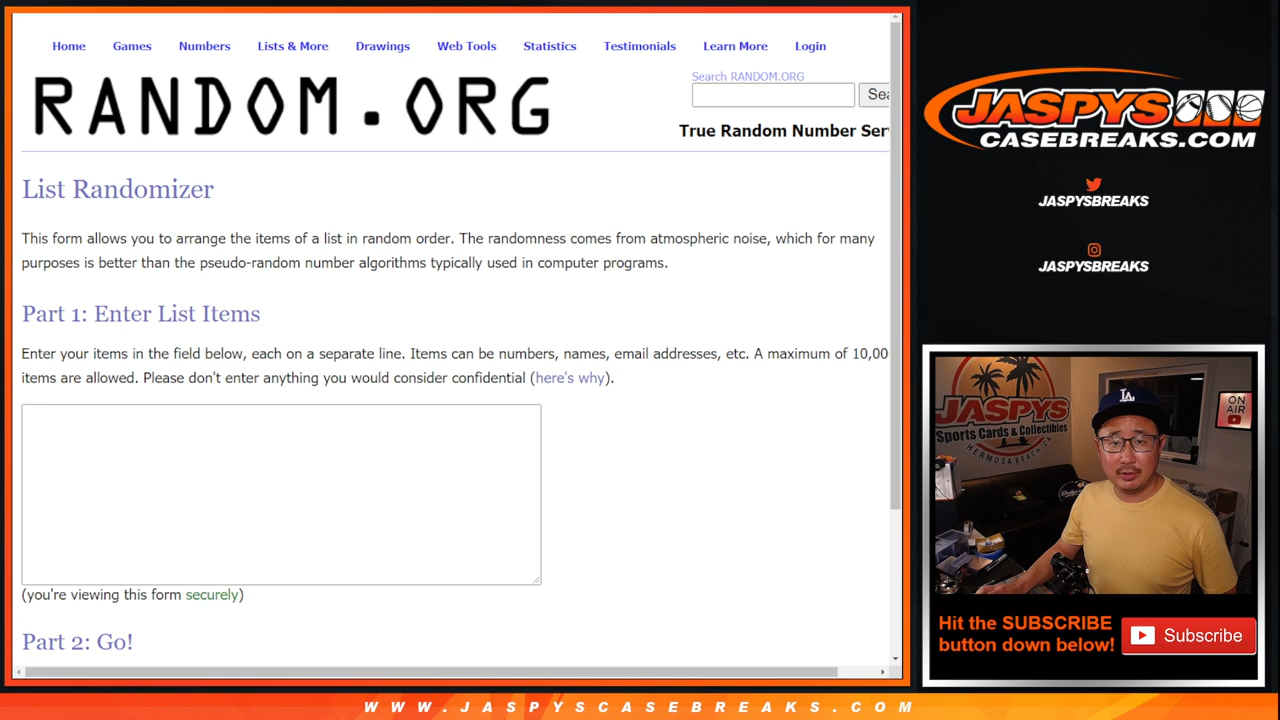 Home Games Numbers Lists & More Drawings Web Tools Statistics Testimonials Learn More Login
RANDOM.ORG
Search RANDOM.ORG
Sea
True Random Number Ser
List Randomizer
This form allows you to arrange the items of a list in random order. The randomness comes from atmospheric noise, which for many
purposes is better than the pseudo-random number algorithms typically used in computer programs.
Part 1: Enter List Items
Enter your items in the field below, each on a separate line. Items can be numbers, names, email addresses, etc. A maximum of 10,00
items are allowed. Please don't enter anything you would consider confidential (here's why).
(you're viewing this form securely)
Part 2: Go!
JASPYS
CASEBREAKS.COM
JASPYSBREAKS
JASPYSBREAKS
JASPYS
Sports Cards & Collectibles
HERMOSA BEACH CA
LA
ON
AIR
Dodgers
Hit the SUBSCRIBE
button down below!
Subscribe
WWW.JASPYSCASEBREAKS.COM